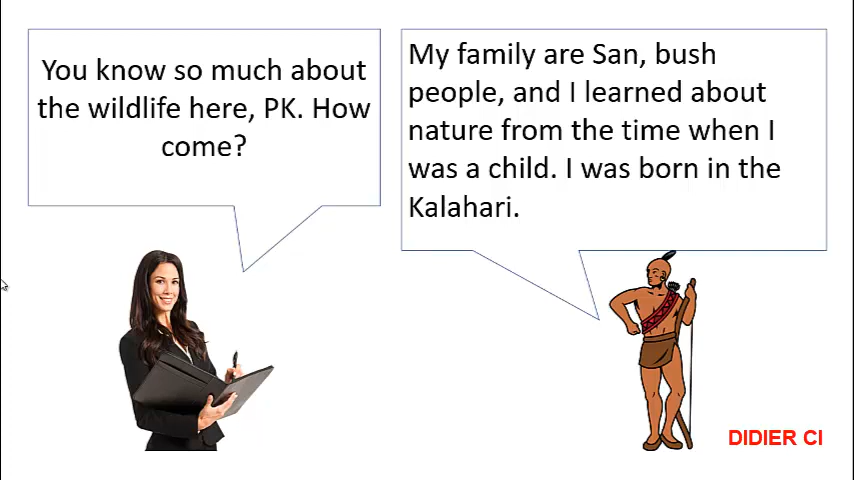 You know so much about
the wildlife here, PK. How
come?
My family are San, bush
people, and I learned about
nature from the time when I
was a child. I was born in the
Kalahari.
DIDIER CI